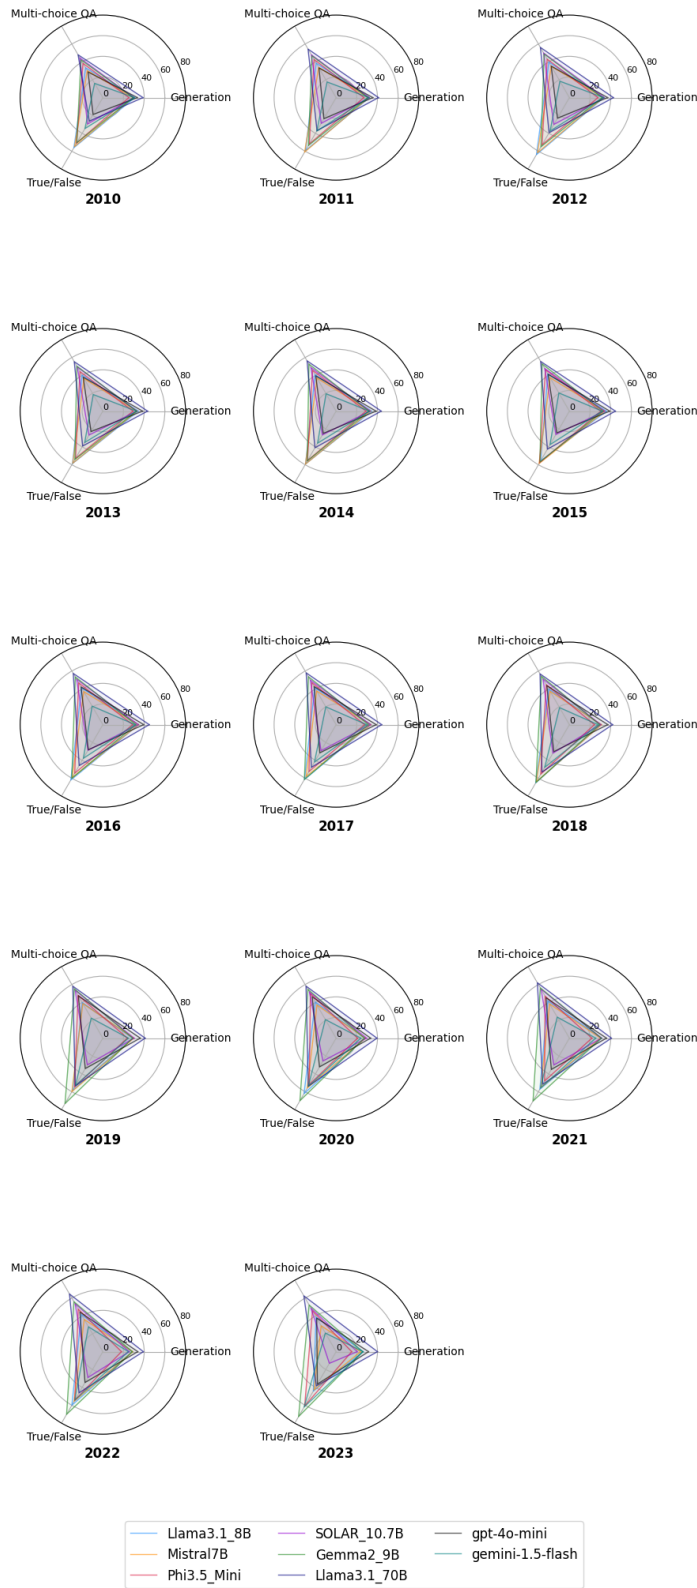 Multi-choice QA
80
60
40
20
0
Generation
True/False
2010
Multi-choice QA
80
60
40
20
0
Generation
True/False
2011
Multi-choice QA
80
60
40
20
0
Generation
True/False
2012
Multi-choice QA
80
60
40
20
0
Generation
True/False
2013
Multi-choice QA
80
60
40
20
0
Generation
True/False
2014
Multi-choice QA
80
60
40
20
0
Generation
True/False
2015
Multi-choice QA
80
60
40
20
0
Generation
True/False
2016
Multi-choice QA
80
60
40
20
0
Generation
True/False
2017
Multi-choice QA
80
60
40
20
0
Generation
True/False
2018
Multi-choice QA
80
60
40
20
0
Generation
True/False
2019
Multi-choice QA
80
60
40
20
0
Generation
True/False
2020
Multi-choice QA
80
60
40
20
0
Generation
True/False
2021
Multi-choice QA
80
60
40
20
0
Generation
True/False
2022
Multi-choice QA
80
60
40
20
0
Generation
True/False
2023
Llama3.1_8B
Mistral7B
Phi3.5_Mini
SOLAR_10.7B
Gemma2_9B
Llama3.1_70B
gpt-4o-mini
gemini-1.5-flash